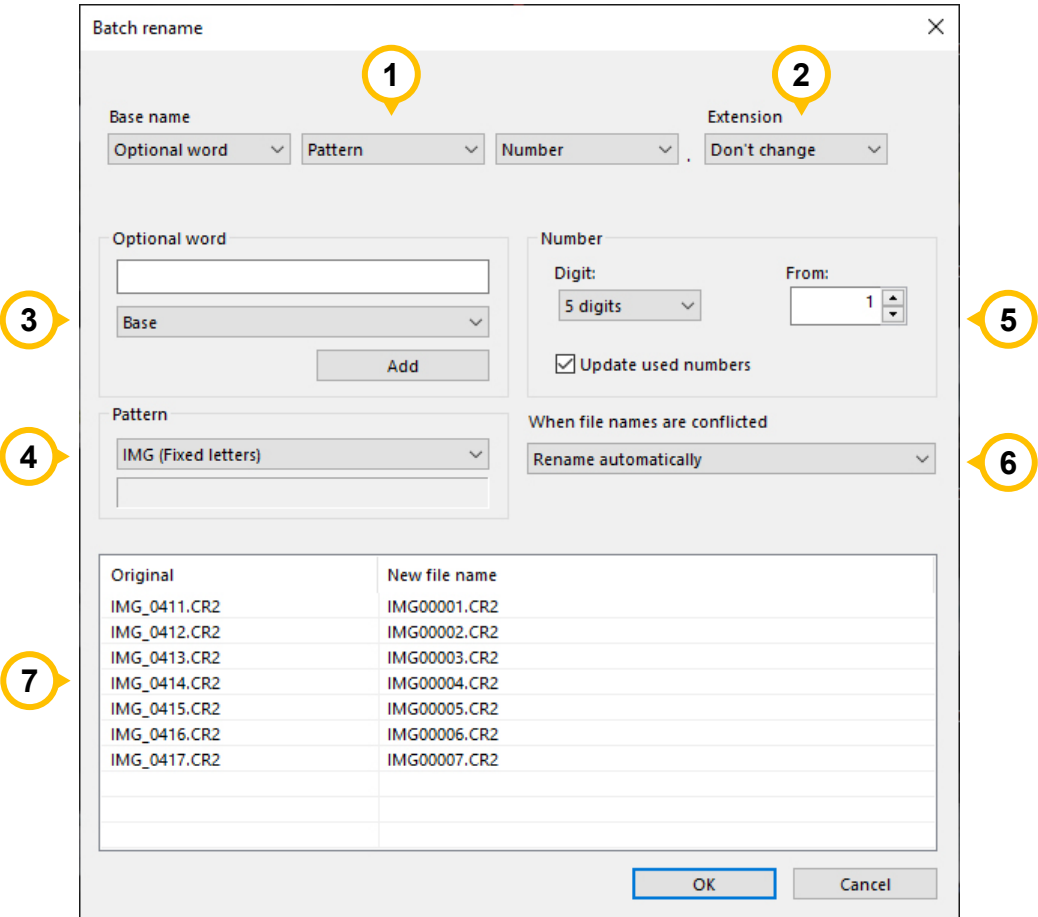 Batch rename
1 2
Base name Extension
Optional word Pattern Number . Don't change
Optional word Number
Digit: From:
5 digits 1
3 Base 5
Add Update used numbers
Pattern When file names are conflicted
4 IMG (Fixed letters) Rename automatically 6
Original New file name
IMG_0411.CR2 IMG00001.CR2
IMG_0412.CR2 IMG00002.CR2
IMG_0413.CR2 IMG00003.CR2
7 IMG_0414.CR2 IMG00004.CR2
IMG_0415.CR2 IMG00005.CR2
IMG_0416.CR2 IMG00006.CR2
IMG_0417.CR2 IMG00007.CR2
OK Cancel